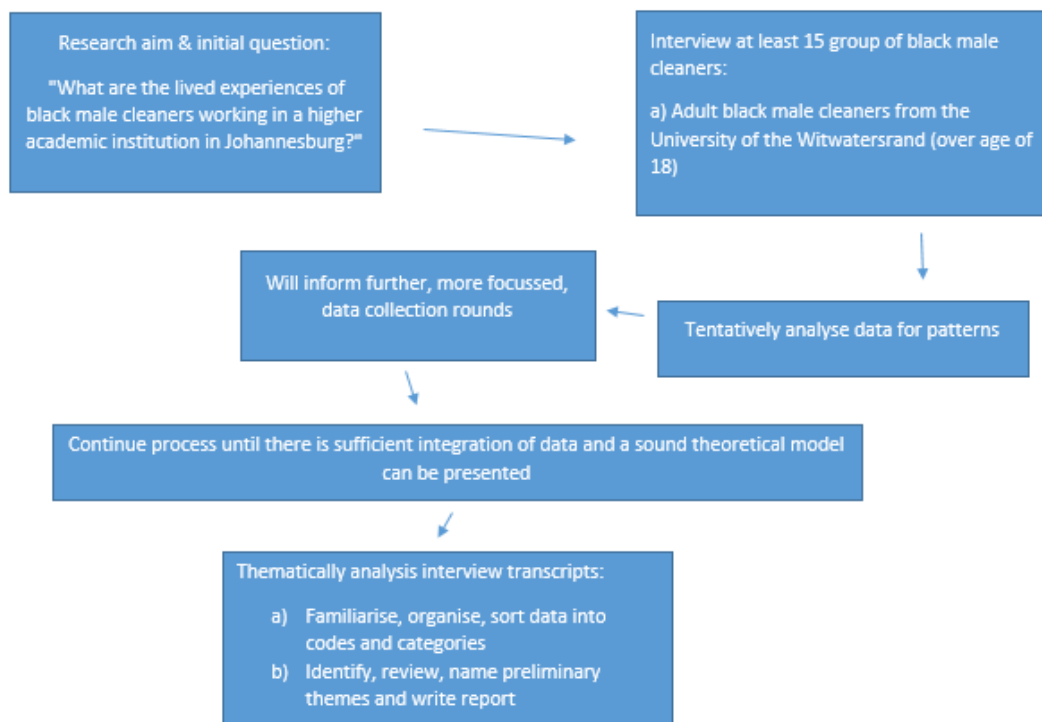 Research aim & initial question:
"What are the lived experiences of
black male cleaners working in a higher
academic institution in Johannesburg?"
Interview at least 15 group of black male
cleaners:
a) Adult black male cleaners from the
University of the Witwatersrand (over age of
18)
Tentatively analyse data for patterns
Will inform further, more focussed,
data collection rounds
Continue process until there is sufficient integration of data and a sound theoretical model
can be presented
Thematically analysis interview transcripts:
a) Familiarise, organise, sort data into
codes and categories
b) Identify, review, name preliminary
themes and write report